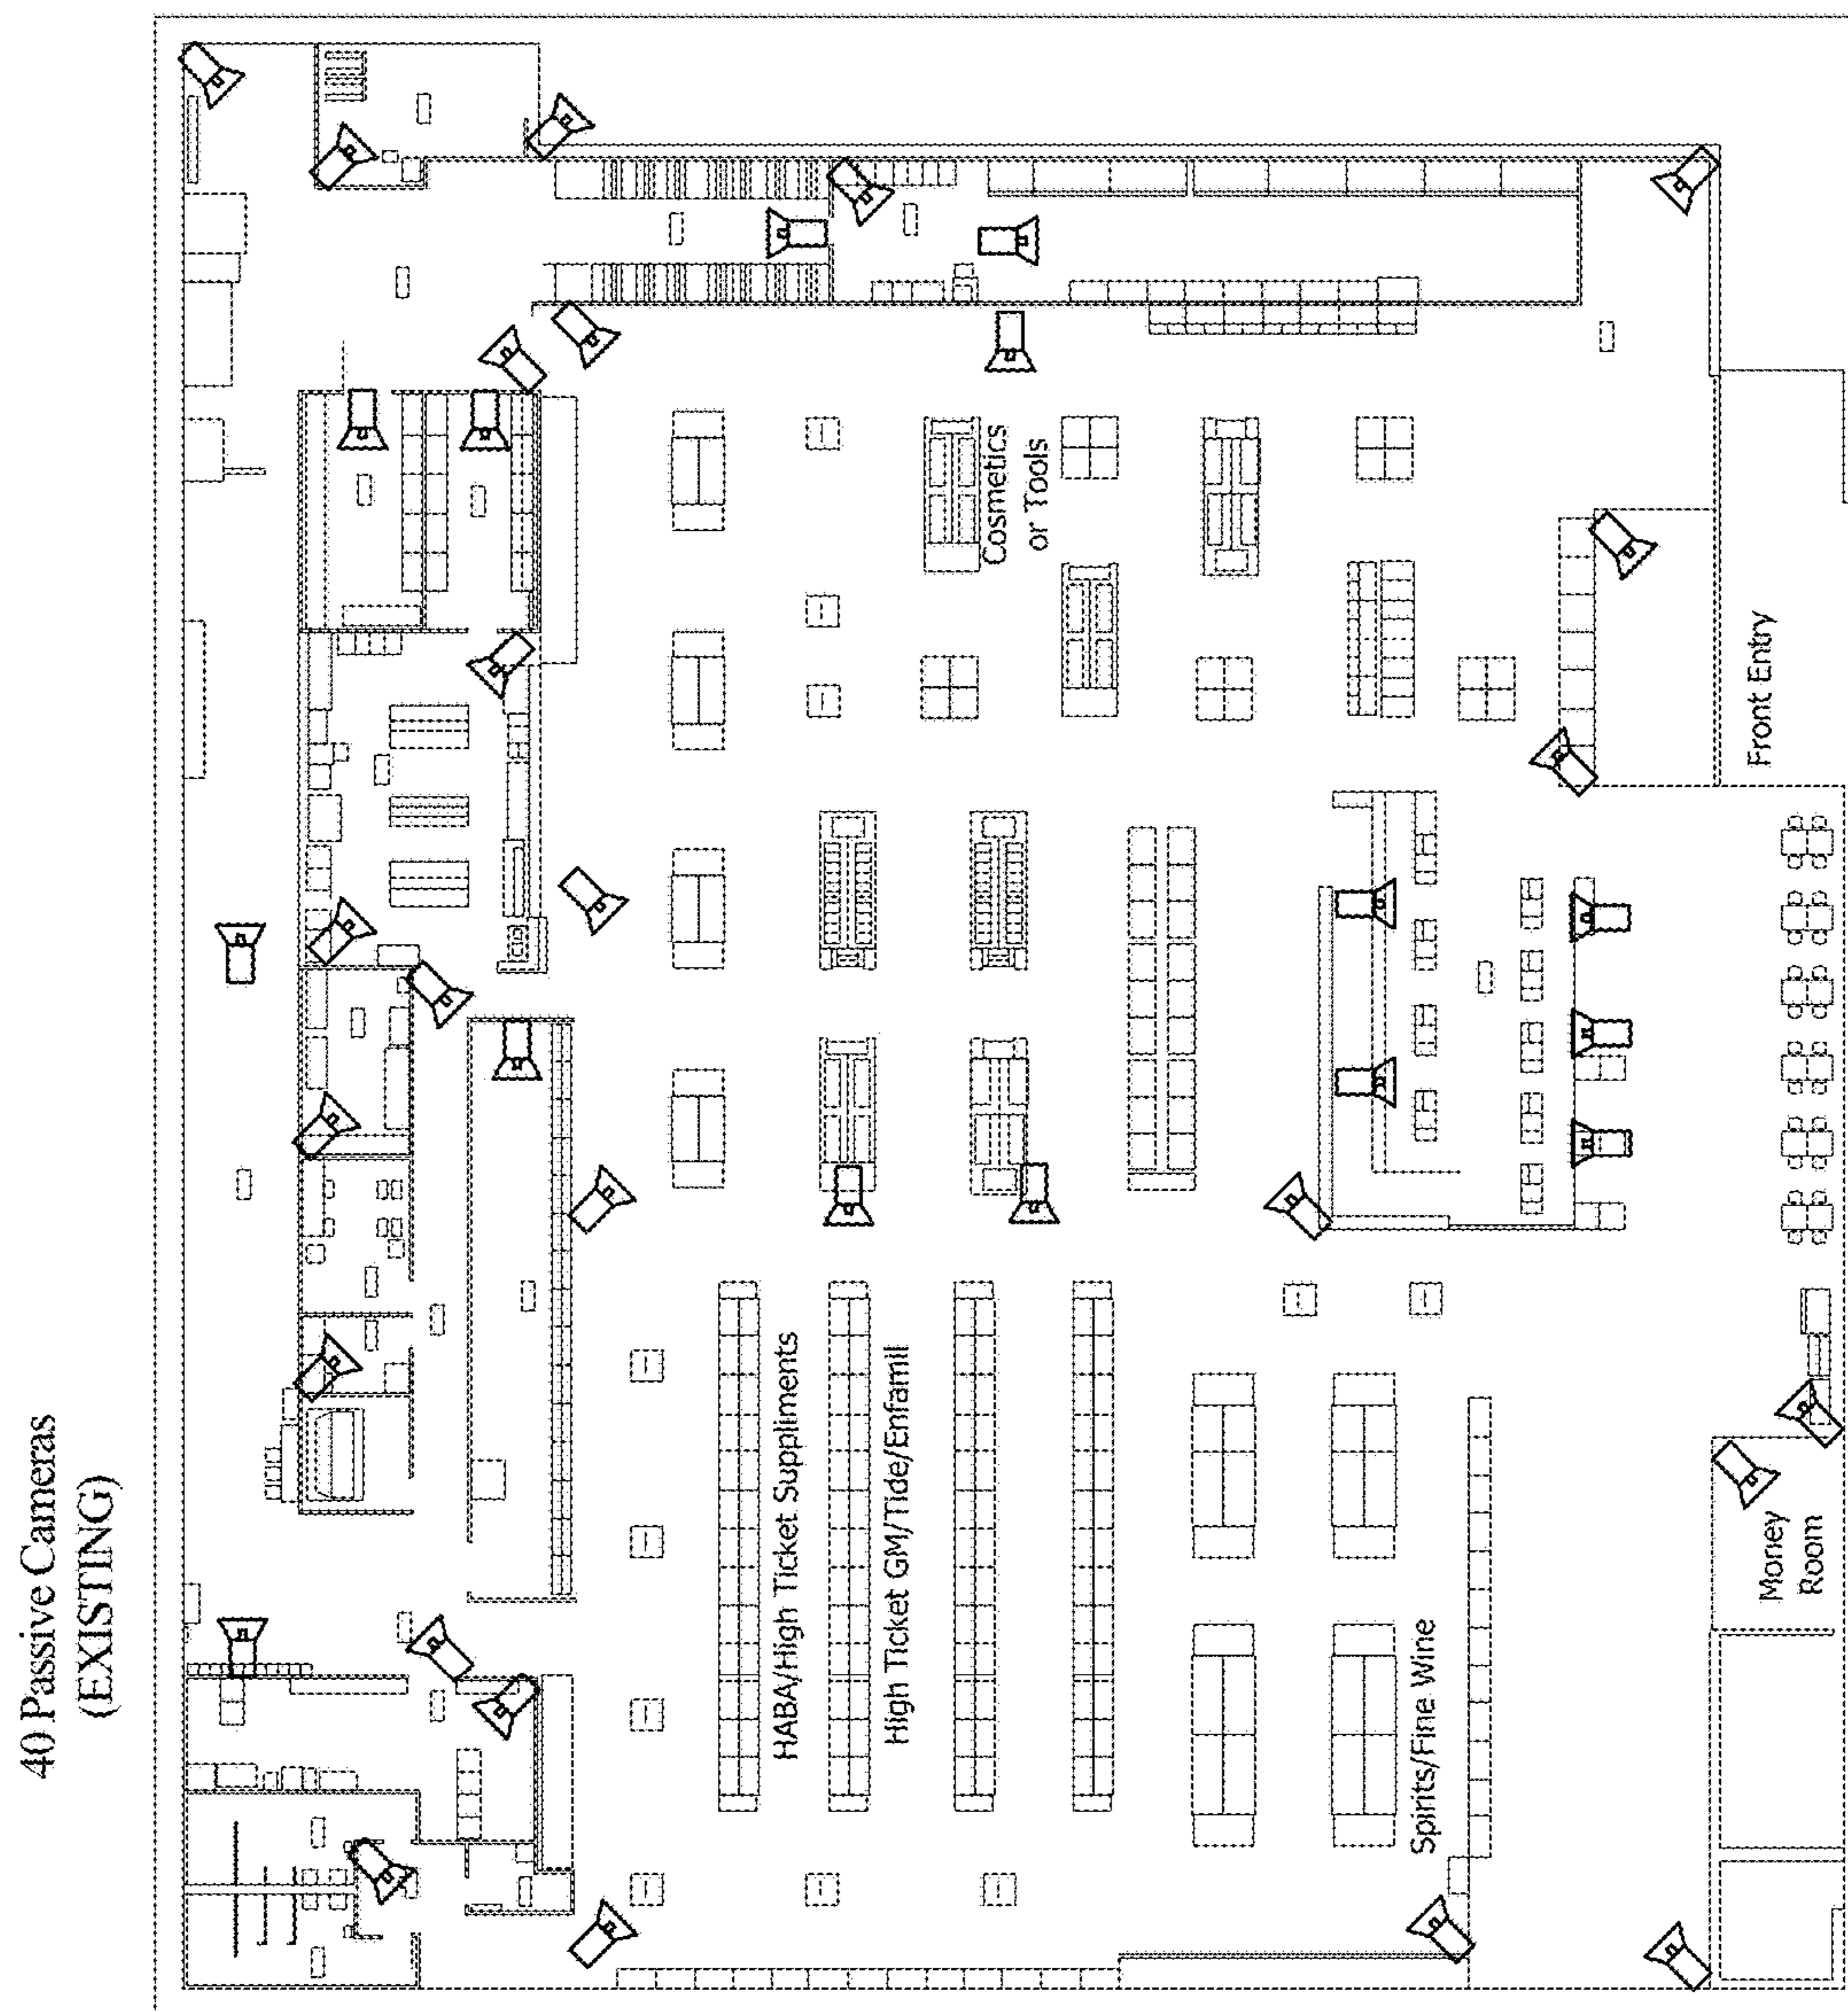 40 Passive Cameras
(EXISTING)
Cosmetics
or Tools
Front Entry
HABA/High Ticket Suppliments
High Ticket GM/Tide/Enfamil
Spirits/Fine Wine
Money
Room